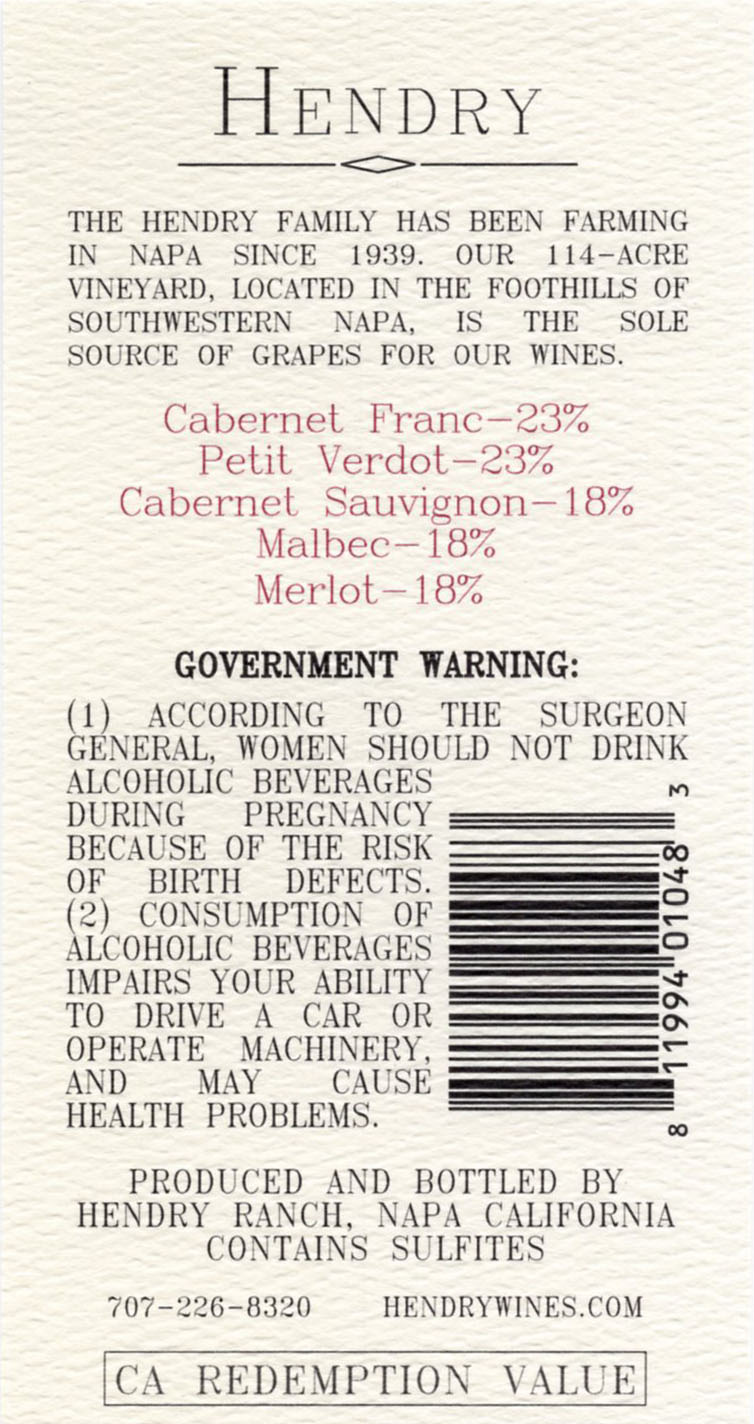 HENDRY
THE HENDRY FAMILY HAS BEEN FARMING
IN NAPA SINCE 1939. OUR 114-ACRE
VINEYARD, LOCATED IN THE FOOTHILLS OF
SOUTHWESTERN NAPA, IS THE SOLE
SOURCE OF GRAPES FOR OUR WINES.
Cabernet Franc-23%
Petit Verdot-23%
Cabernet Sauvignon-18%
Malbec-18%
Merlot-18%
GOVERNMENT WARNING:
(1) ACCORDING TO THE SURGEON
GENERAL, WOMEN SHOULD NOT DRINK
ALCOHOLIC BEVERAGES
DURING PREGNANCY
BECAUSE OF THE RISK
OF BIRTH DEFECTS.
(2) CONSUMPTION OF
ALCOHOLIC BEVERAGES
IMPAIRS YOUR ABILITY
TO DRIVE A CAR OR
OPERATE MACHINERY,
AND MAY CAUSE
HEALTH PROBLEMS.
8 11994 01048 3
PRODUCED AND BOTTLED BY
HENDRY RANCH, NAPA CALIFORNIA
CONTAINS SULFITES
707-226-8320 HENDRYWINES.COM
CA REDEMPTION VALUE